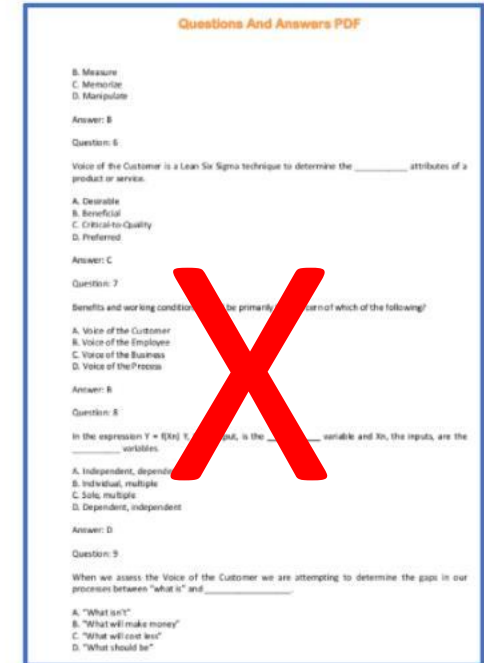 Questions And Answers PDF
B. Measure
C. Memorize
D. Manipulate
Answer: B
Question: 6
Voice of the Customer is a Lean Six Sigma technique to determine the __________ attributes of a
product or service.
A. Desirable
B. Beneficial
C. Critical-to-Quality
D. Preferred
Answer: C
Question: 7
Benefits and working condition be primarily of which of the following?
A. Voice of the Customer
B. Voice of the Employee
C. Voice of the Business
D. Voice of the Process
Answer: B
Question: 8
X
In the expression Y = f(Xn) Y, is the __________ variable and Xn, the inputs, are the
__________ variables.
A. Independent,
B. Individual, multiple
C. Sole, multiple
D. Dependent, independent
Answer: D
Question: 9
When we assess the Voice of the Customer we are attempting to determine the gaps in our
processes between "what is" and __________________.
A. "What isn't"
B. "What will make money"
C. "What will cost less"
D. "What should be"